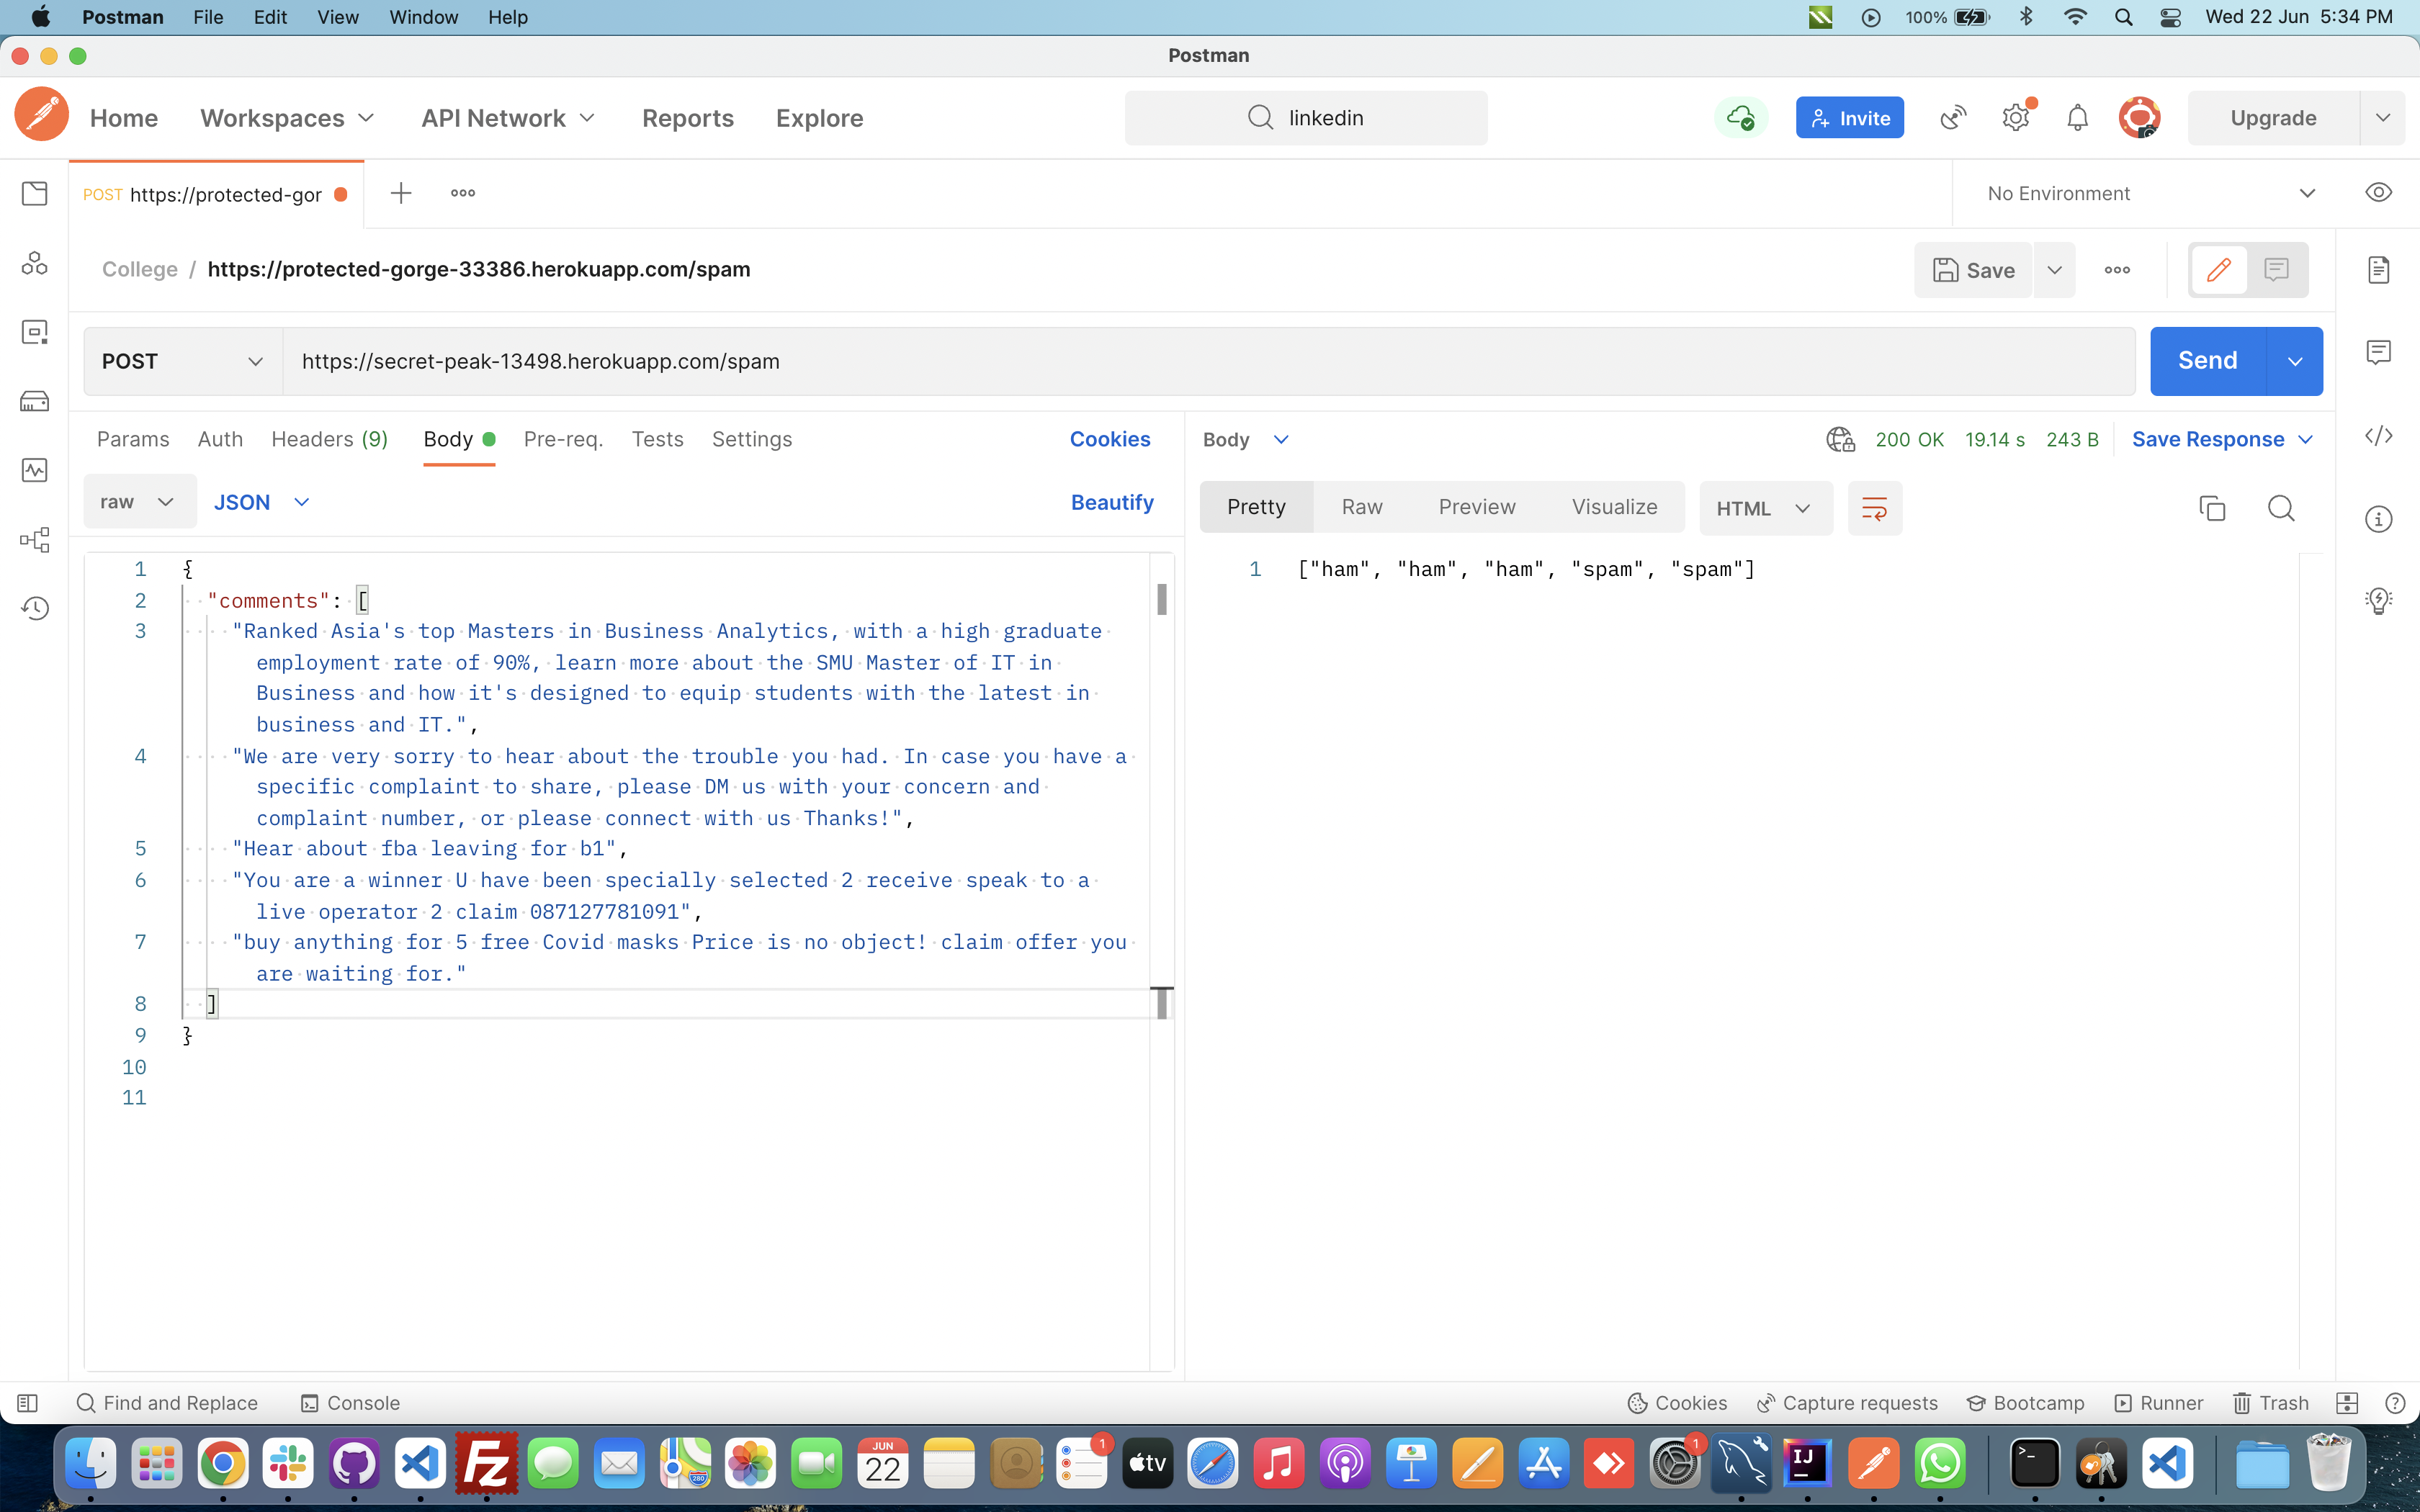 Postman File Edit View Window Help 100% Wed 22 Jun 5:34 PM
Postman
Home Workspaces API Network Reports Explore linkedin Invite Upgrade
POST https://protected-gor No Environment
College / https://protected-gorge-33386.herokuapp.com/spam Save
POST https://secret-peak-13498.herokuapp.com/spam Send
Params Auth Headers (9) Body Pre-req. Tests Settings Cookies
Body 200 OK 19.14 s 243 B Save Response
raw JSON Beautify
Pretty Raw Preview Visualize HTML
1 {
2 "comments": [
3 "Ranked Asia's top Masters in Business Analytics, with a high graduate
employment rate of 90%, learn more about the SMU Master of IT in
Business and how it's designed to equip students with the latest in
business and IT.",
4 "We are very sorry to hear about the trouble you had. In case you have a
specific complaint to share, please DM us with your concern and
complaint number, or please connect with us Thanks!",
5 "Hear about fba leaving for b1",
6 "You are a winner U have been specially selected 2 receive speak to a
live operator 2 claim 087127781091",
7 "buy anything for 5 free Covid masks Price is no object! claim offer you
are waiting for."
8 ]
9 }
10
11
1 ["ham", "ham", "ham", "spam", "spam"]
Find and Replace Console Cookies Capture requests Bootcamp Runner Trash
Fz 280 JUN 22 1 tv 1 IJ